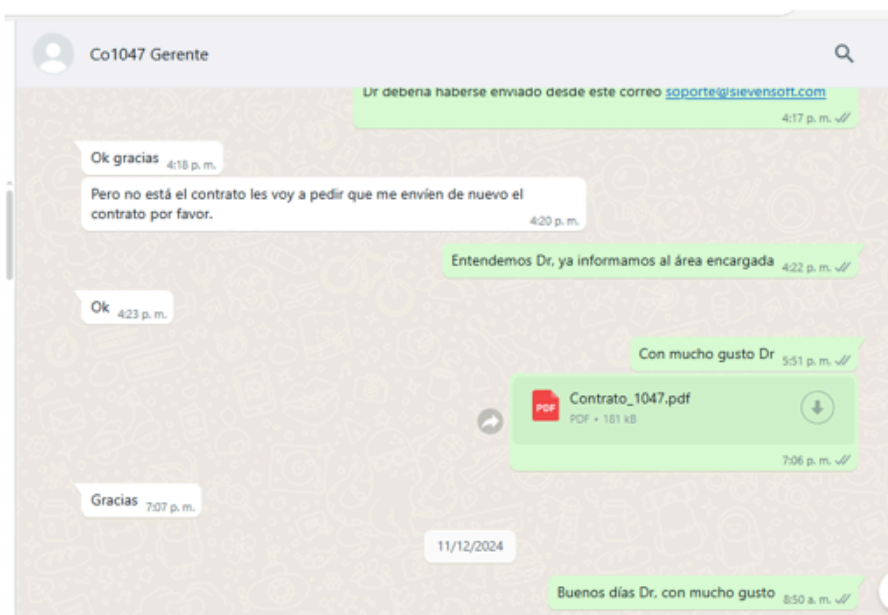 Co1047 Gerente
Dr debería haberse enviado desde este correo soporte@sievensoft.com
4:17 p. m.
Ok gracias 4:18 p. m.
Pero no está el contrato les voy a pedir que me envíen de nuevo el
contrato por favor.
4:20 p. m.
Entendemos Dr, ya informamos al área encargada 4:22 p. m.
Ok 4:23 p. m.
Con mucho gusto Dr 5:51 p. m.
PDF
Contrato_1047.pdf
PDF • 181 kB
7:06 p. m.
Gracias 7:07 p. m.
11/12/2024
Buenos días Dr, con mucho gusto 8:50 a. m.